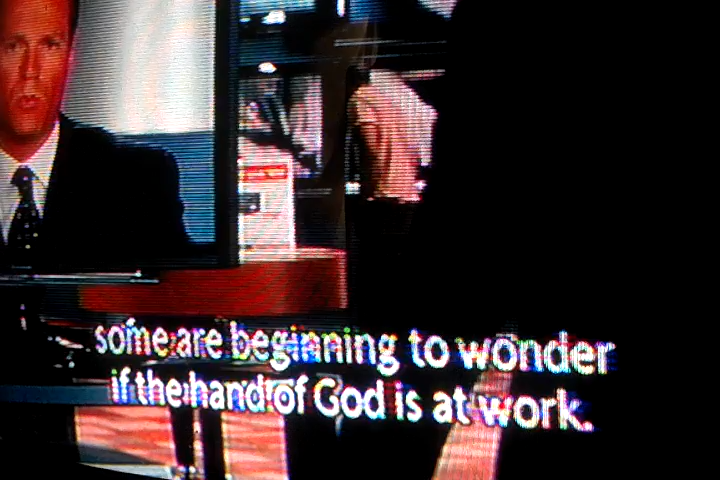 some are beginning to wonder
if the hand of God is at work.